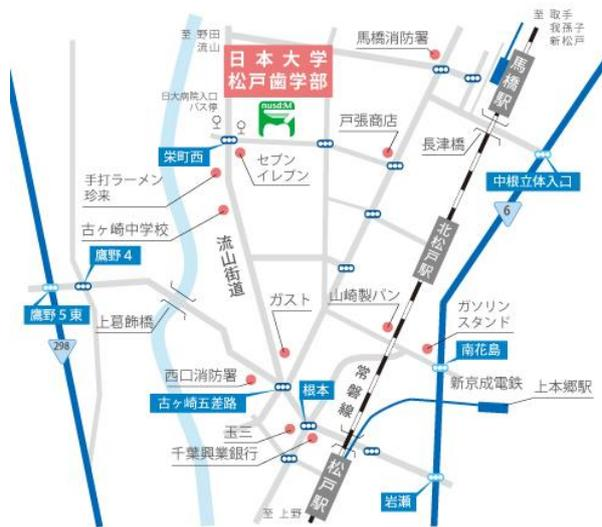 至 取手
我孫子
新松戸
至 野田
流山
馬橋消防署
日本大学
松戸歯学部
馬橋駅
日大病院入口
バス停
nusd:M
戸張商店
長津橋
栄町西
セブン
イレブン
中根立体入口
手打ラーメン
珍来
6
古ヶ崎中学校
北松戸駅
流山街道
鷹野4
山崎製パン
ガソリン
スタンド
ガスト
鷹野5東
上葛飾橋
298
南花島
西口消防署
常磐線
新京成電鉄
上本郷駅
古ヶ崎五差路
根本
玉三
千葉興業銀行
松戸駅
岩瀬
至 上野